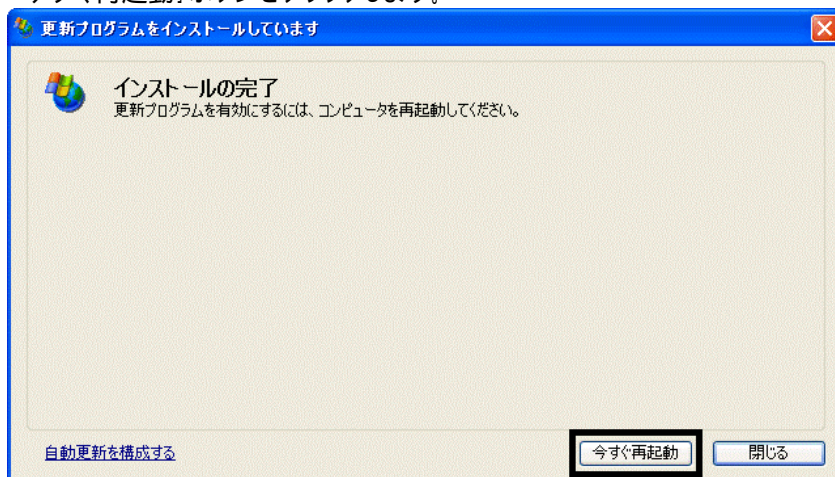 更新プログラムをインストールしています
インストールの完了
更新プログラムを有効にするには、コンピュータを再起動してください。
自動更新を構成する
今すぐ再起動
閉じる